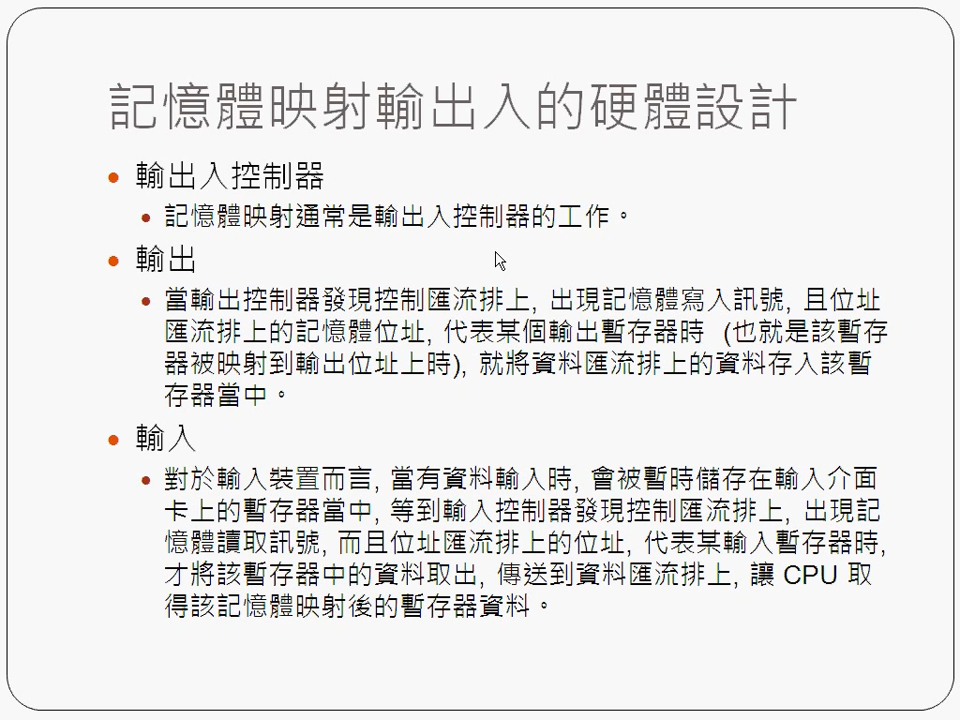 記憶體映射輸出入的硬體設計
輸出入控制器
記憶體映射通常是輸出入控制器的工作。
輸出
當輸出控制器發現控制匯流排上, 出現記憶體寫入訊號, 且位址
匯流排上的記憶體位址, 代表某個輸出暫存器時 (也就是該暫存
器被映射到輸出位址上時), 就將資料匯流排上的資料存入該暫
存器當中。
輸入
對於輸入裝置而言, 當有資料輸入時, 會被暫時儲存在輸入介面
卡上的暫存器當中, 等到輸入控制器發現控制匯流排上, 出現記
憶體讀取訊號, 而且位址匯流排上的位址, 代表某輸入暫存器時,
才將該暫存器中的資料取出, 傳送到資料匯流排上, 讓 CPU 取
得該記憶體映射後的暫存器資料。